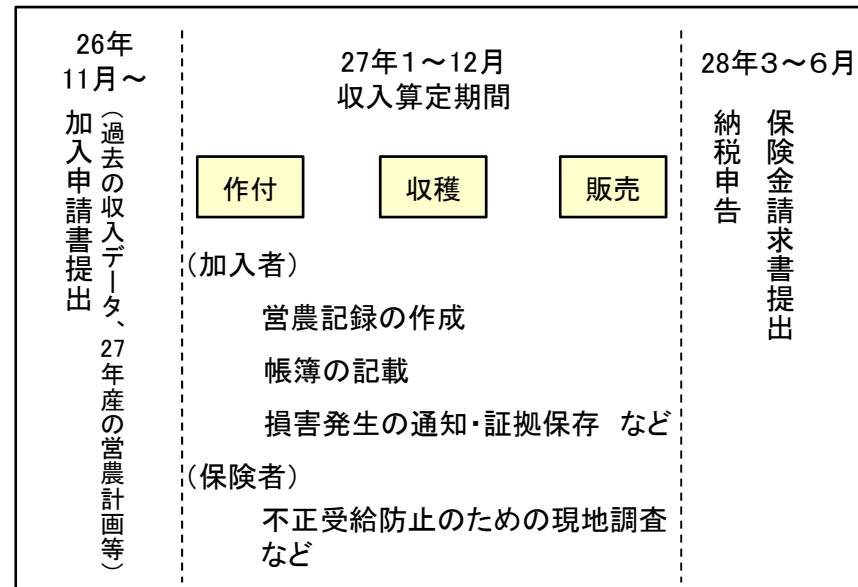 26年
11月～
加入申請書提出
（過去の収入データ、27年産の営農計画等）
27年１～12月
収入算定期間
作付
収穫
販売
（加入者）
営農記録の作成
帳簿の記載
損害発生の通知・証拠保存　など
（保険者）
不正受給防止のための現地調査
など
28年３～６月
保険金請求書提出
納税申告